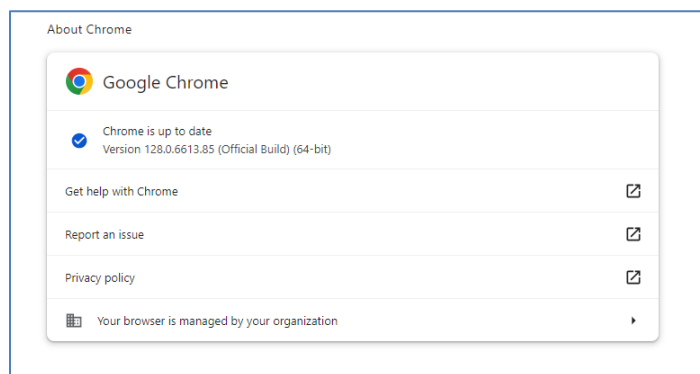 About Chrome
Google Chrome
Chrome is up to date
Version 128.0.6613.85 (Official Build) (64-bit)
Get help with Chrome
Report an issue
Privacy policy
Your browser is managed by your organization